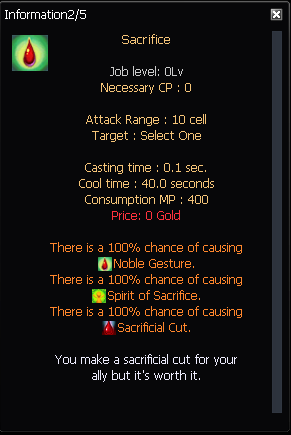 Information2/5
Sacrifice
Job level: 0Lv
Necessary CP : 0
Attack Range : 10 cell
Target : Select One
Casting time : 0.1 sec.
Cool time : 40.0 seconds
Consumption MP : 400
Price: 0 Gold
There is a 100% chance of causing
Noble Gesture.
There is a 100% chance of causing
Spirit of Sacrifice.
There is a 100% chance of causing
Sacrificial Cut.
You make a sacrificial cut for your
ally but it's worth it.